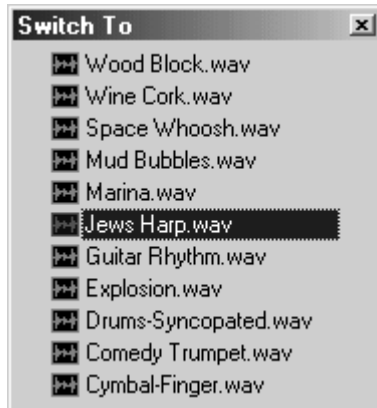 Switch To
Wood Block.wav
Wine Cork.wav
Space Whoosh.wav
Mud Bubbles.wav
Marina.wav
Jews Harp.wav
Guitar Rhythm.wav
Explosion.wav
Drums-Syncopated.wav
Comedy Trumpet.wav
Cymbal-Finger.wav